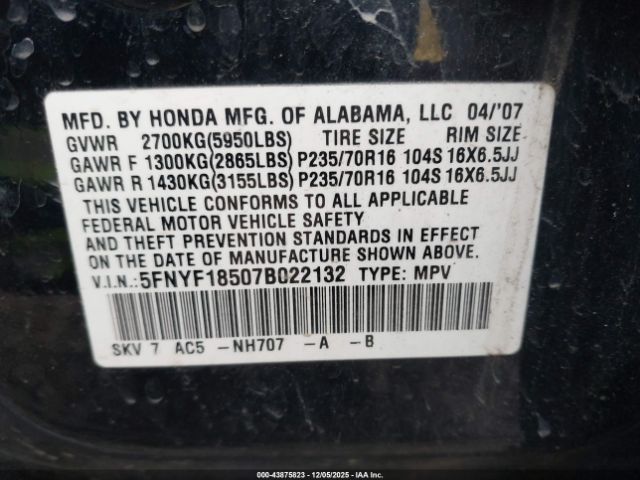 MFD. BY HONDA MFG. OF ALABAMA, LLC 04/'07
GVWR 2700KG(5950LBS) TIRE SIZE RIM SIZE
GAWR F 1300KG(2865LBS) P235/70R16 104S 16X6.5JJ
GAWR R 1430KG(3155LBS) P235/70R16 104S 16X6.5JJ
THIS VEHICLE CONFORMS TO ALL APPLICABLE
FEDERAL MOTOR VEHICLE SAFETY
AND THEFT PREVENTION STANDARDS IN EFFECT
ON THE DATE OF MANUFACTURE SHOWN ABOVE.
V.I.N.: 5FNYF18507B022132 TYPE: MPV
SKV 7 AC5 -NH707 -A -B
000-43875823 - 12/05/2025 - IAA Inc.